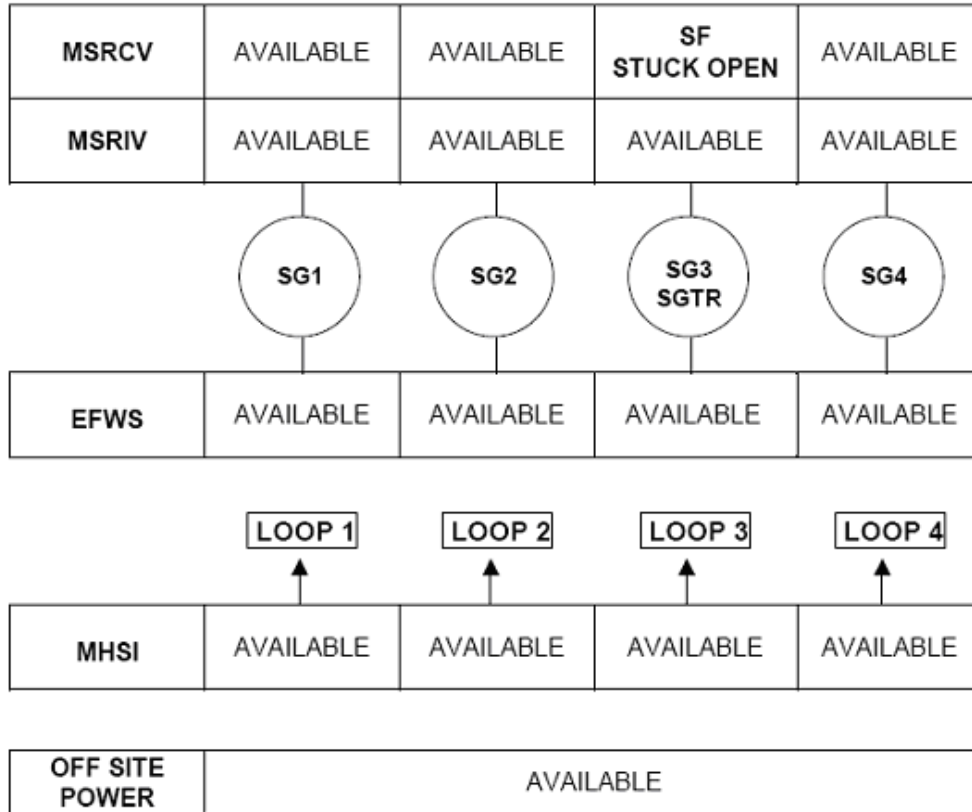 MSRCV AVAILABLE AVAILABLE SF STUCK OPEN AVAILABLE
MSRIV AVAILABLE AVAILABLE AVAILABLE AVAILABLE
SG1 SG2 SG3 SGTR SG4
EFWS AVAILABLE AVAILABLE AVAILABLE AVAILABLE
LOOP 1 LOOP 2 LOOP 3 LOOP 4
MHSI AVAILABLE AVAILABLE AVAILABLE AVAILABLE
OFF SITE POWER AVAILABLE